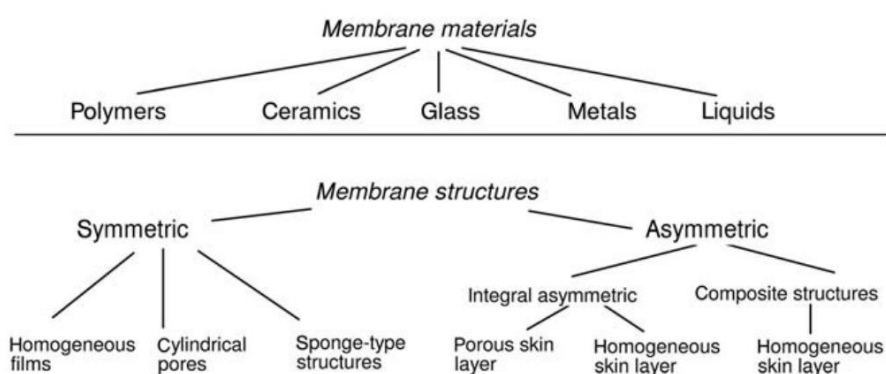 Membrane materials
Polymers Ceramics Glass Metals Liquids
Membrane structures
Symmetric Asymmetric
Integral asymmetric Composite structures
Homogeneous films
Cylindrical pores
Sponge-type structures
Porous skin layer
Homogeneous skin layer
Homogeneous skin layer